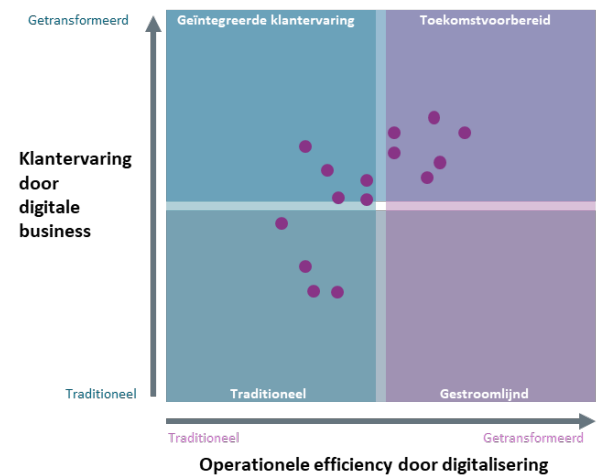 Getransformeerd
Geïntegreerde klantervaring
Toekomstvoorbereid
Klantervaring
door
digitale
business
Traditioneel
Traditioneel
Gestroomlijnd
Traditioneel
Getransformeerd
Operationele efficiency door digitalisering